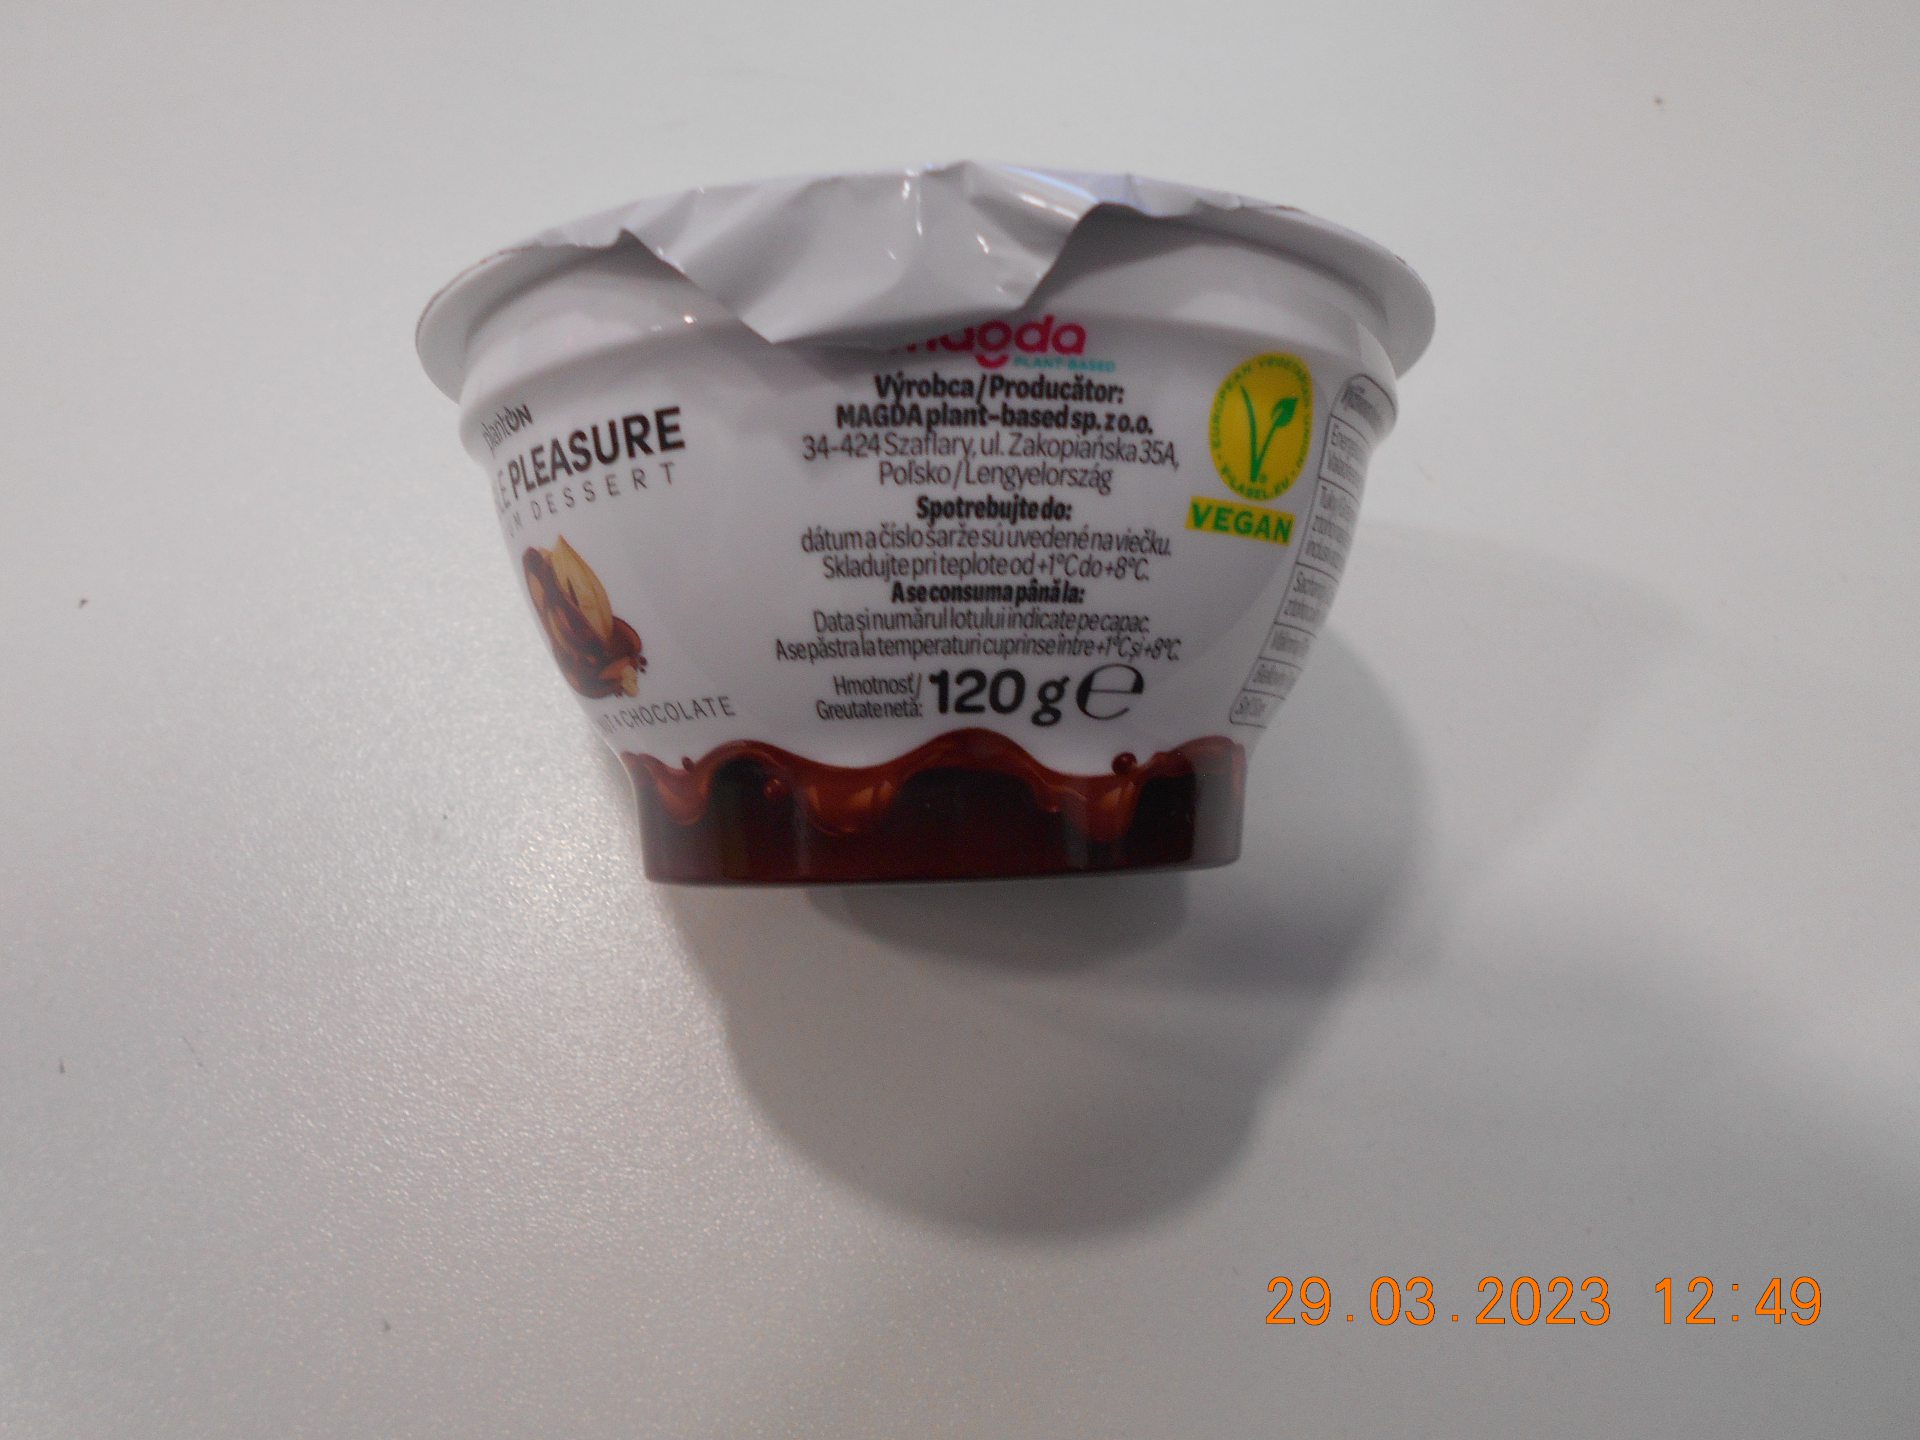 plantON
PLEASURE
DESSERT
CHOCOLATE
magda
PLANT-BASED
Výrobca/Producător:
MAGDA plant-based sp. z o.o.
34-424 Szaflary, ul. Zakopiańska 35A,
Poľsko/Lengyelország
Spotrebujte do:
dátum a číslo šarže sú uvedené na viečku.
Skladujte pri teplote od +1°C do +8°C.
A se consuma până la:
Data și numărul lotului indicate pe capac.
A se păstra la temperaturi cuprinse între +1°C și +8°C.
Hmotnosť/
Greutate netă: 120 g ℮
VEGAN
29.03.2023 12:49